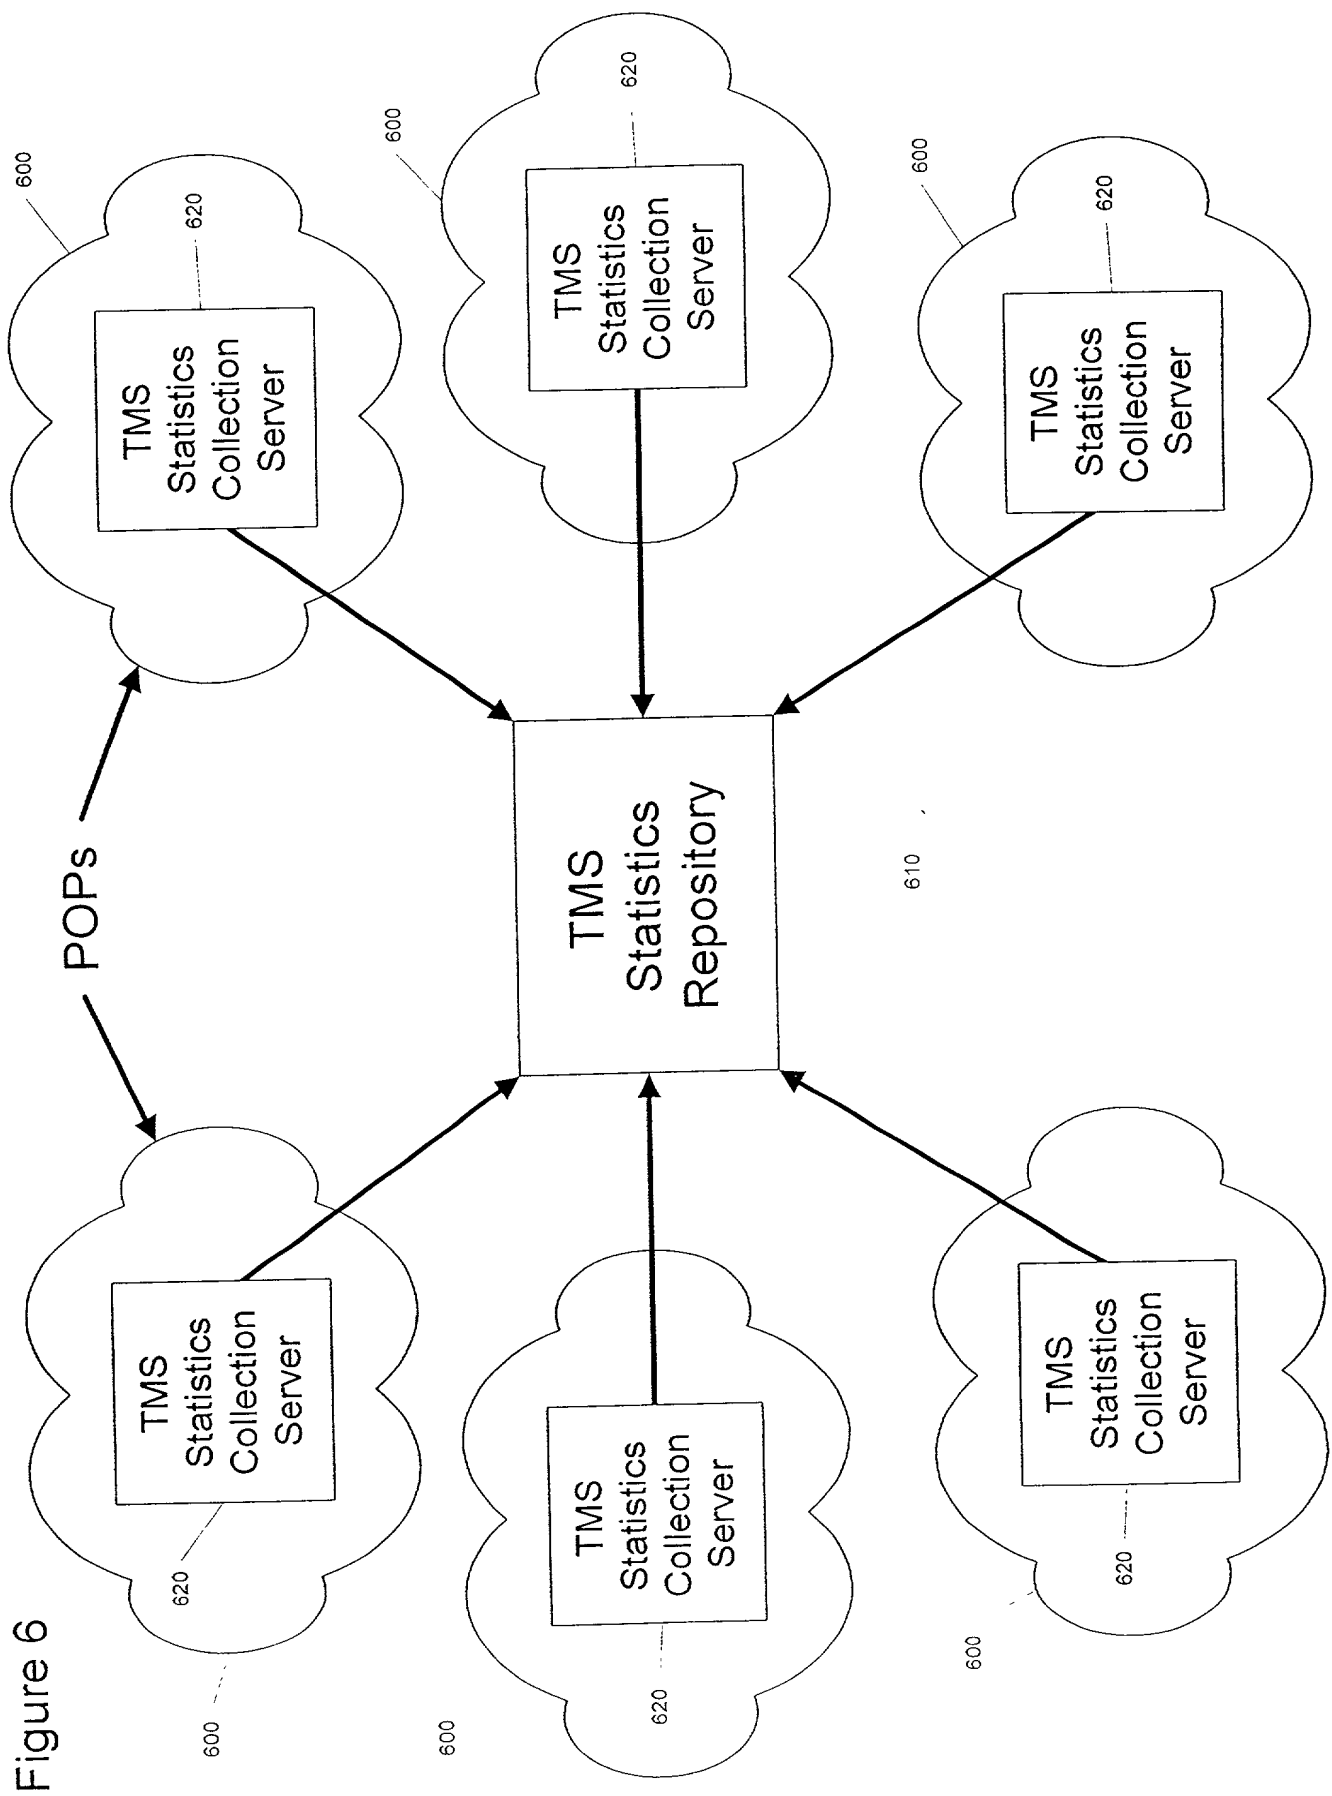 Figure 6
POPs
600
620
TMS
Statistics
Collection
Server
600
620
TMS
Statistics
Collection
Server
600
620
TMS
Statistics
Collection
Server
TMS
Statistics
Repository
610
600
620
TMS
Statistics
Collection
Server
600
620
TMS
Statistics
Collection
Server
600
620
TMS
Statistics
Collection
Server